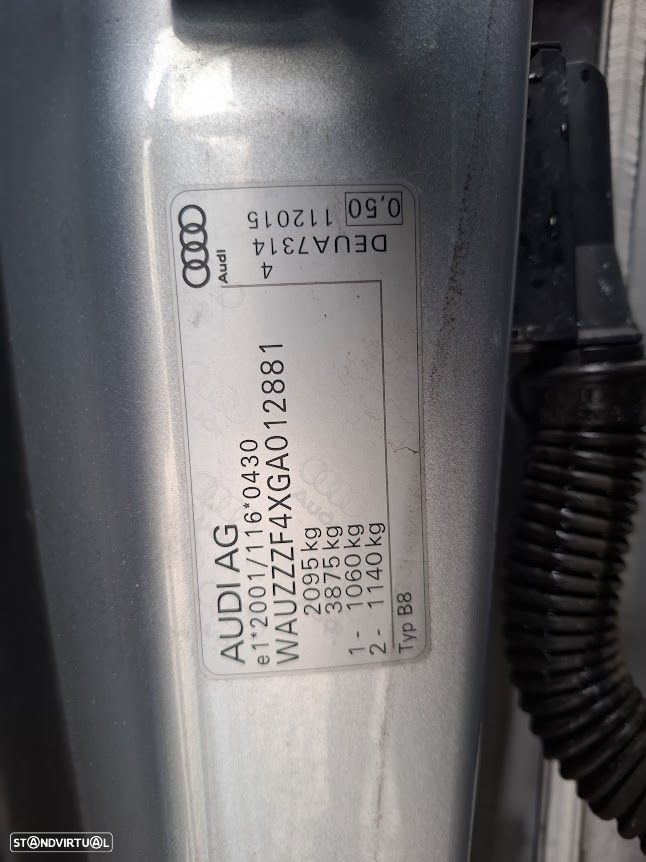 AUDI AG
e1*2001/116*0430
WAUZZZF4XGA012881
2095 kg
3875 kg
1- 1060 kg
2- 1140 kg
Typ B8
Audi
4
DEUA7314
112015
0,50
STANDVIRTUAL